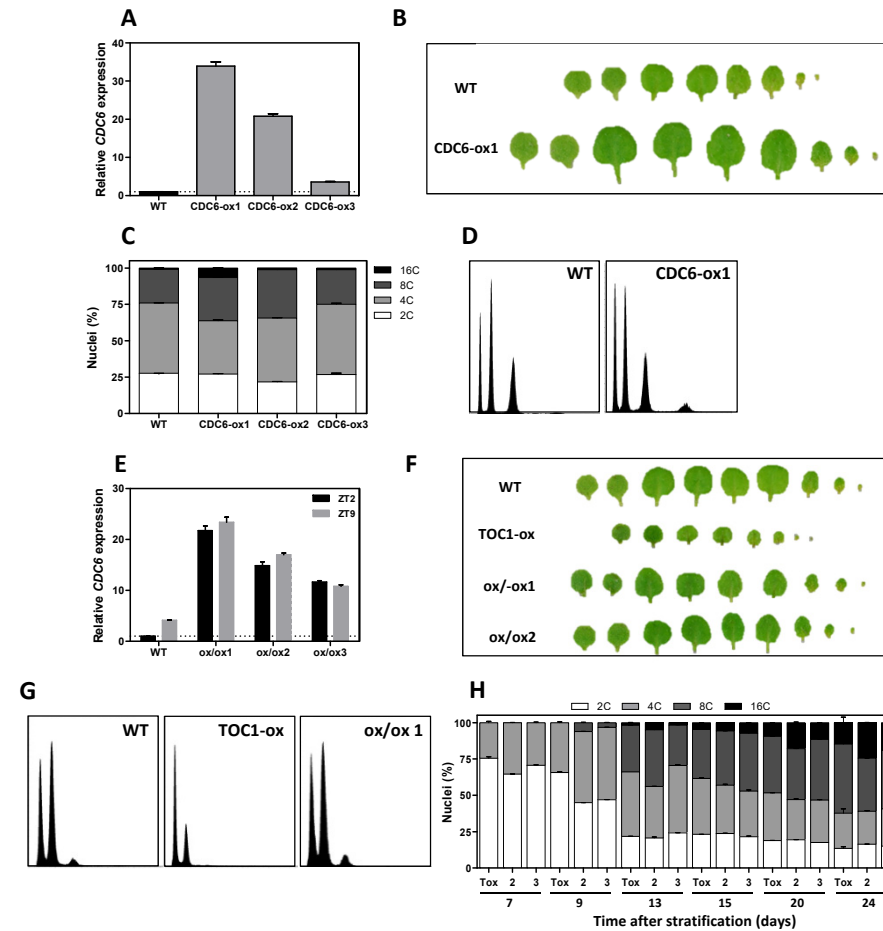 A
Relative CDC6 expression
40
30
20
10
0
WT CDC6-ox1 CDC6-ox2 CDC6-ox3
B
WT
CDC6-ox1
C
Nuclei (%)
100
75
50
25
0
WT CDC6-ox1 CDC6-ox2 CDC6-ox3
16C
8C
4C
2C
D
WT
CDC6-ox1
E
Relative CDC6 expression
30
20
10
0
WT ox/ox1 ox/ox2 ox/ox3
ZT2
ZT9
F
WT
TOC1-ox
ox/-ox1
ox/ox2
G
WT
TOC1-ox
ox/ox 1
H
2C 4C 8C 16C
Nuclei (%)
100
75
50
25
0
Tox 2 3 Tox 2 3 Tox 2 3 Tox 2 3 Tox 2 3 Tox 2
7 9 13 15 20 24
Time after stratification (days)